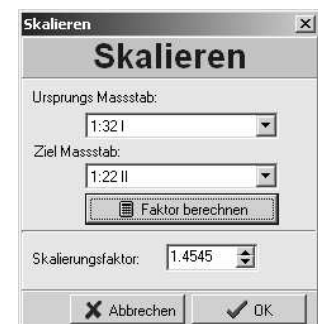 Skalieren
Skalieren
Ursprungs Massstab:
1:32 I
Ziel Massstab:
1:22 II
Faktor berechnen
Skalierungsfaktor: 1.4545
Abbrechen OK